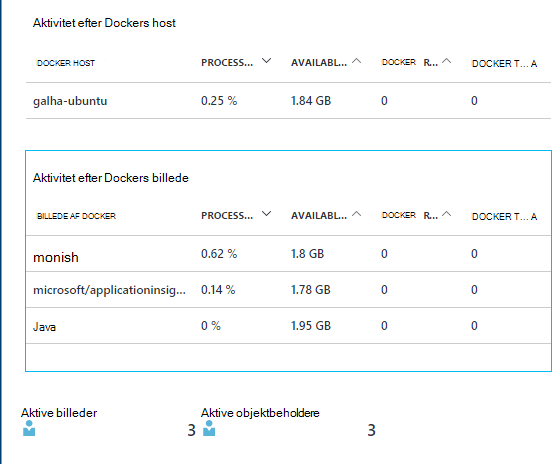 Aktivitet efter Dockers host
DOCKER HOST PROCESS... AVAILABL... DOCKER R... DOCKER T... A
galha-ubuntu 0.25 % 1.84 GB 0 0
Aktivitet efter Dockers billede
BILLEDE AF DOCKER PROCESS... AVAILABL... DOCKER R... DOCKER T... A
monish 0.62 % 1.8 GB 0 0
microsoft/applicationinsig... 0.14 % 1.78 GB 0 0
Java 0 % 1.95 GB 0 0
Aktive billeder Aktive objektbeholdere
3 3